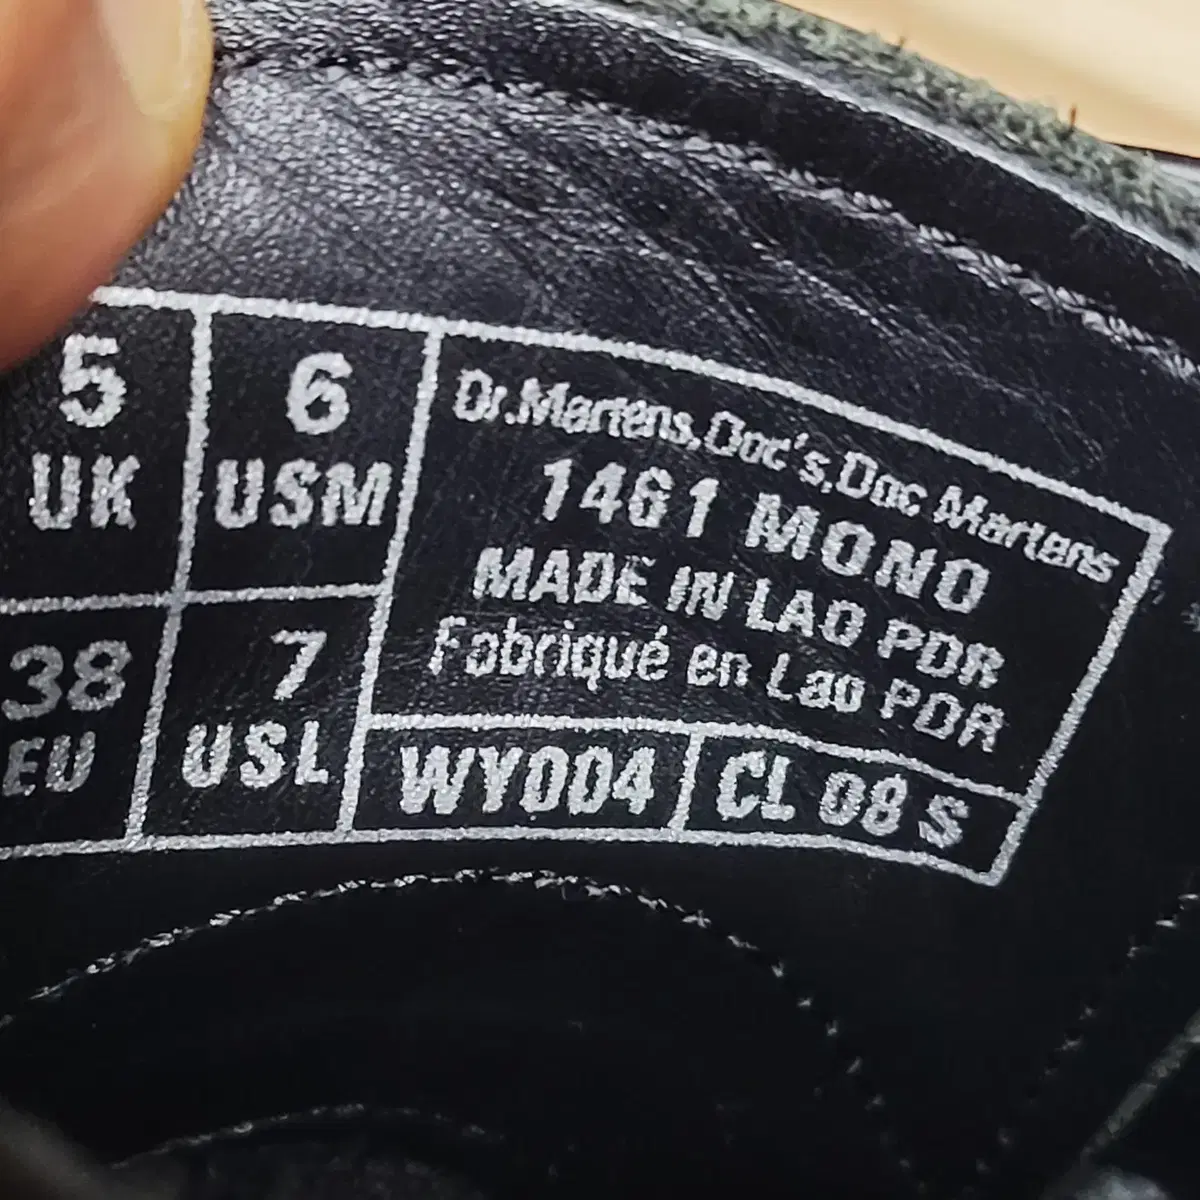 5
UK
6
USM
38
EU
7
USL
Dr.Martens,Doc's,Doc Martens
1461 MONO
MADE IN LAO PDR
Fabriqué en Lao PDR
WY004
CL 08 S